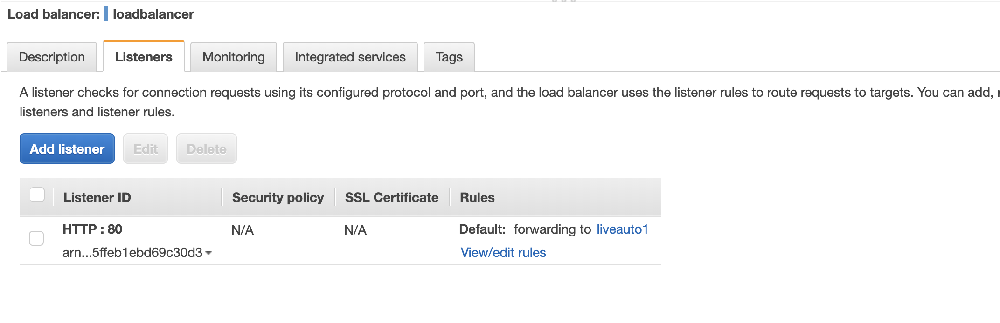 Load balancer: loadbalancer
Description Listeners Monitoring Integrated services Tags
A listener checks for connection requests using its configured protocol and port, and the load balancer uses the listener rules to route requests to targets. You can add,
listeners and listener rules.
Add listener Edit Delete
Listener ID Security policy SSL Certificate Rules
HTTP : 80 N/A N/A Default: forwarding to liveauto1
arn...5ffeb1ebd69c30d3 View/edit rules